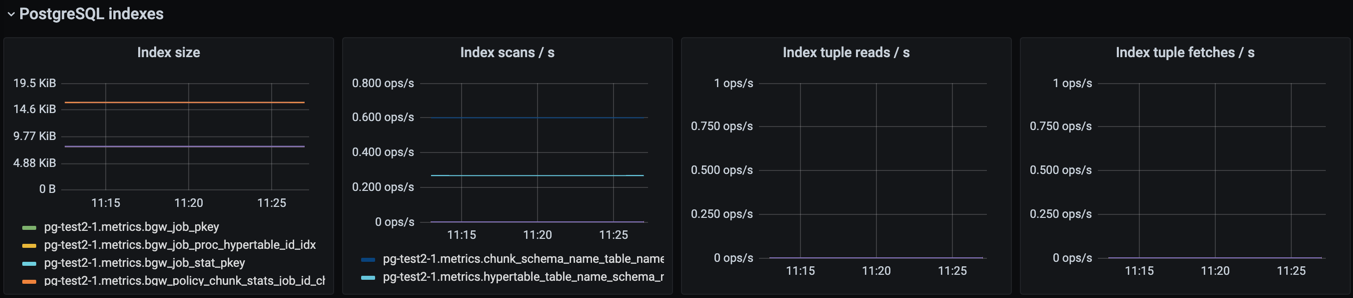 PostgreSQL indexes
Index size
19.5 KiB
14.6 KiB
9.77 KiB
4.88 KiB
0 B
11:15 11:20 11:25
pg-test2-1.metrics.bgw_job_pkey
pg-test2-1.metrics.bgw_job_proc_hypertable_id_idx
pg-test2-1.metrics.bgw_job_stat_pkey
pg-test2-1.metrics.bgw_policy_chunk_stats_job_id_ch
Index scans / s
0.800 ops/s
0.600 ops/s
0.400 ops/s
0.200 ops/s
0 ops/s
11:15 11:20 11:25
pg-test2-1.metrics.chunk_schema_name_table_name
pg-test2-1.metrics.hypertable_table_name_schema_r
Index tuple reads / s
1 ops/s
0.750 ops/s
0.500 ops/s
0.250 ops/s
0 ops/s
11:15 11:20 11:25
Index tuple fetches / s
1 ops/s
0.750 ops/s
0.500 ops/s
0.250 ops/s
0 ops/s
11:15 11:20 11:25